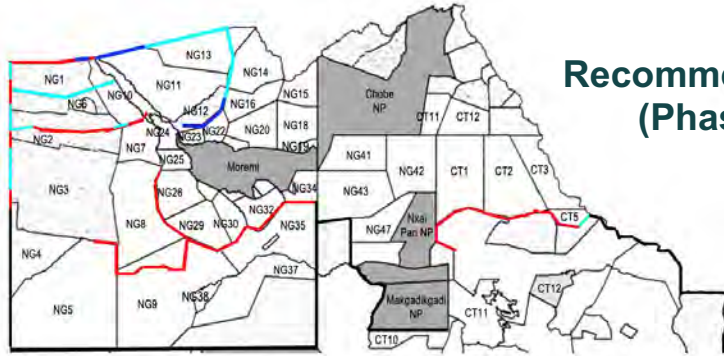 Recomme
(Phas
NG1
NG6
NG10
NG11
NG13
NG14
NG12
NG16
NG15
NG2
NG7
NG24
NG23
NG22
NG20
NG18
NG19
NG25
NG3
NG26
Moremi
NG34
NG8
NG29
NG30
NG32
NG35
NG4
NG5
NG9
NG38
NG37
Chobe
NP
CT11
CT12
NG41
NG42
NG43
CT1
CT2
CT3
CT5
NG47
Nxai
Pan NP
Makgadikgadi
NP
CT10
CT11
CT12